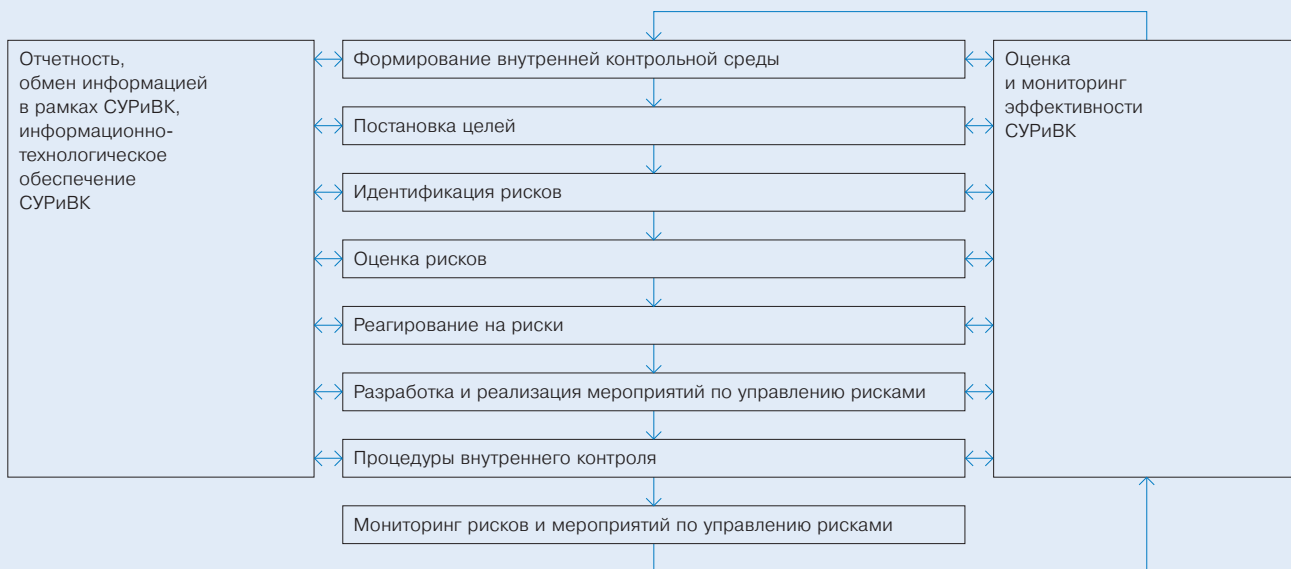 Отчетность,
обмен информацией
в рамках СУРиВК,
информационно-
технологическое
обеспечение
СУРиВК
Формирование внутренней контрольной среды
Постановка целей
Идентификация рисков
Оценка рисков
Реагирование на риски
Разработка и реализация мероприятий по управлению рисками
Процедуры внутреннего контроля
Мониторинг рисков и мероприятий по управлению рисками
Оценка
и мониторинг
эффективности
СУРиВК